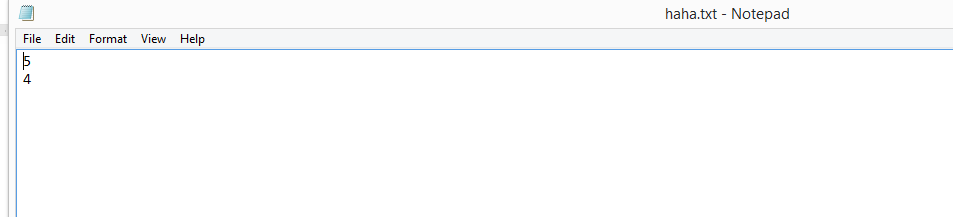 haha.txt - Notepad
File Edit Format View Help
5
4